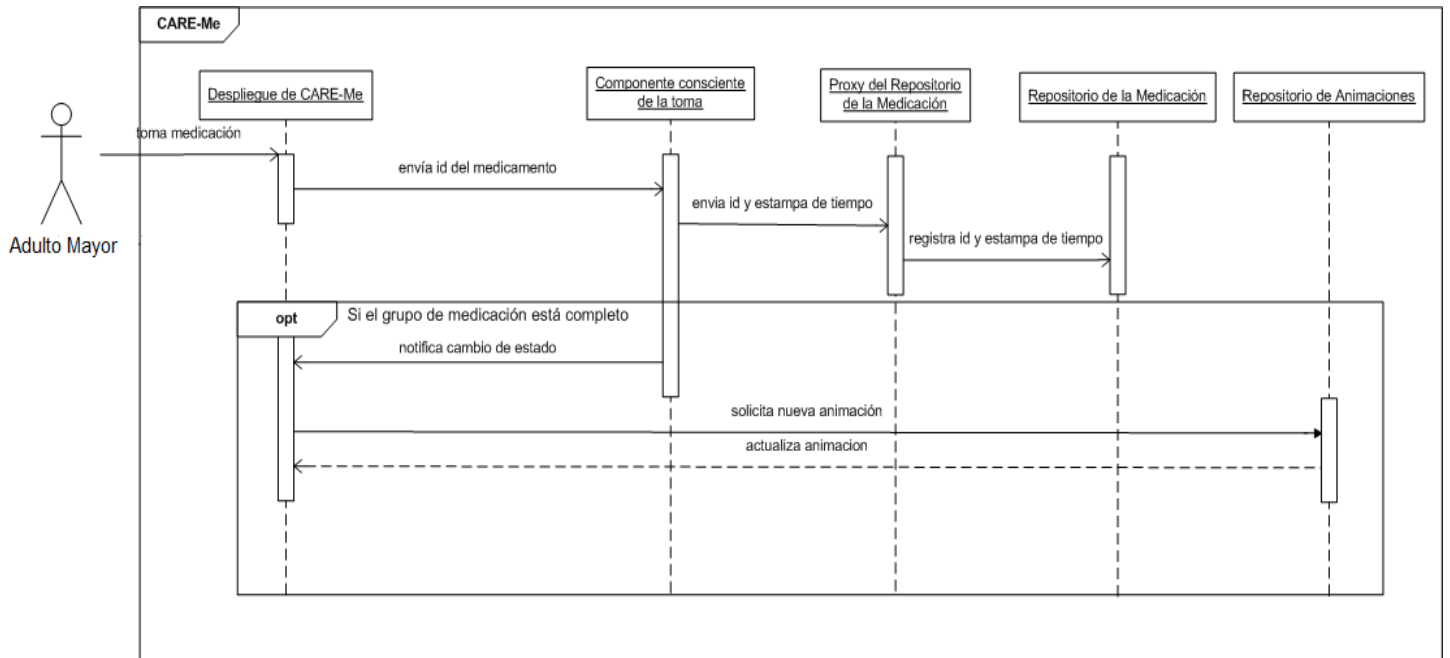 CARE-Me
Despliegue de CARE-Me
Componente consciente
de la toma
Proxy del Repositorio
de la Medicación
Repositorio de la Medicación
Repositorio de Animaciones
toma medicación
Adulto Mayor
envía id del medicamento
envia id y estampa de tiempo
registra id y estampa de tiempo
opt
Si el grupo de medicación está completo
notifica cambio de estado
solicita nueva animación
actualiza animacion